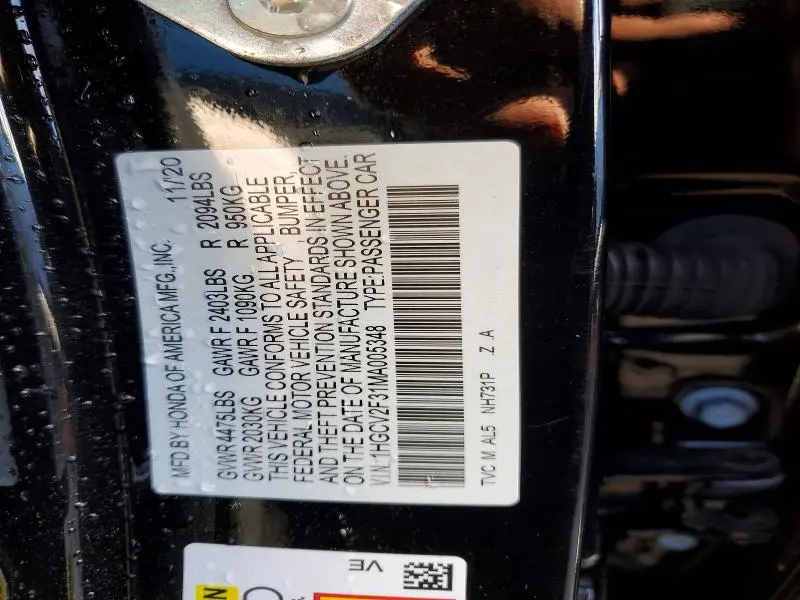 MFD.BY HONDA OF AMERICA MFG.,INC. 11/20
GVWR 4475LBS GAWR F 2403LBS R 2094LBS
GVWR 2030KG GAWR F 1090KG R 950KG
THIS VEHICLE CONFORMS TO ALL APPLICABLE
FEDERAL MOTOR VEHICLE SAFETY , BUMPER,
AND THEFT PREVENTION STANDARDS IN EFFECT
ON THE DATE OF MANUFACTURE SHOWN ABOVE.
V.I.N.:1HGCV2F31MA005348 TYPE:PASSENGER CAR
TVC M AL5 NH731P Z A
VE